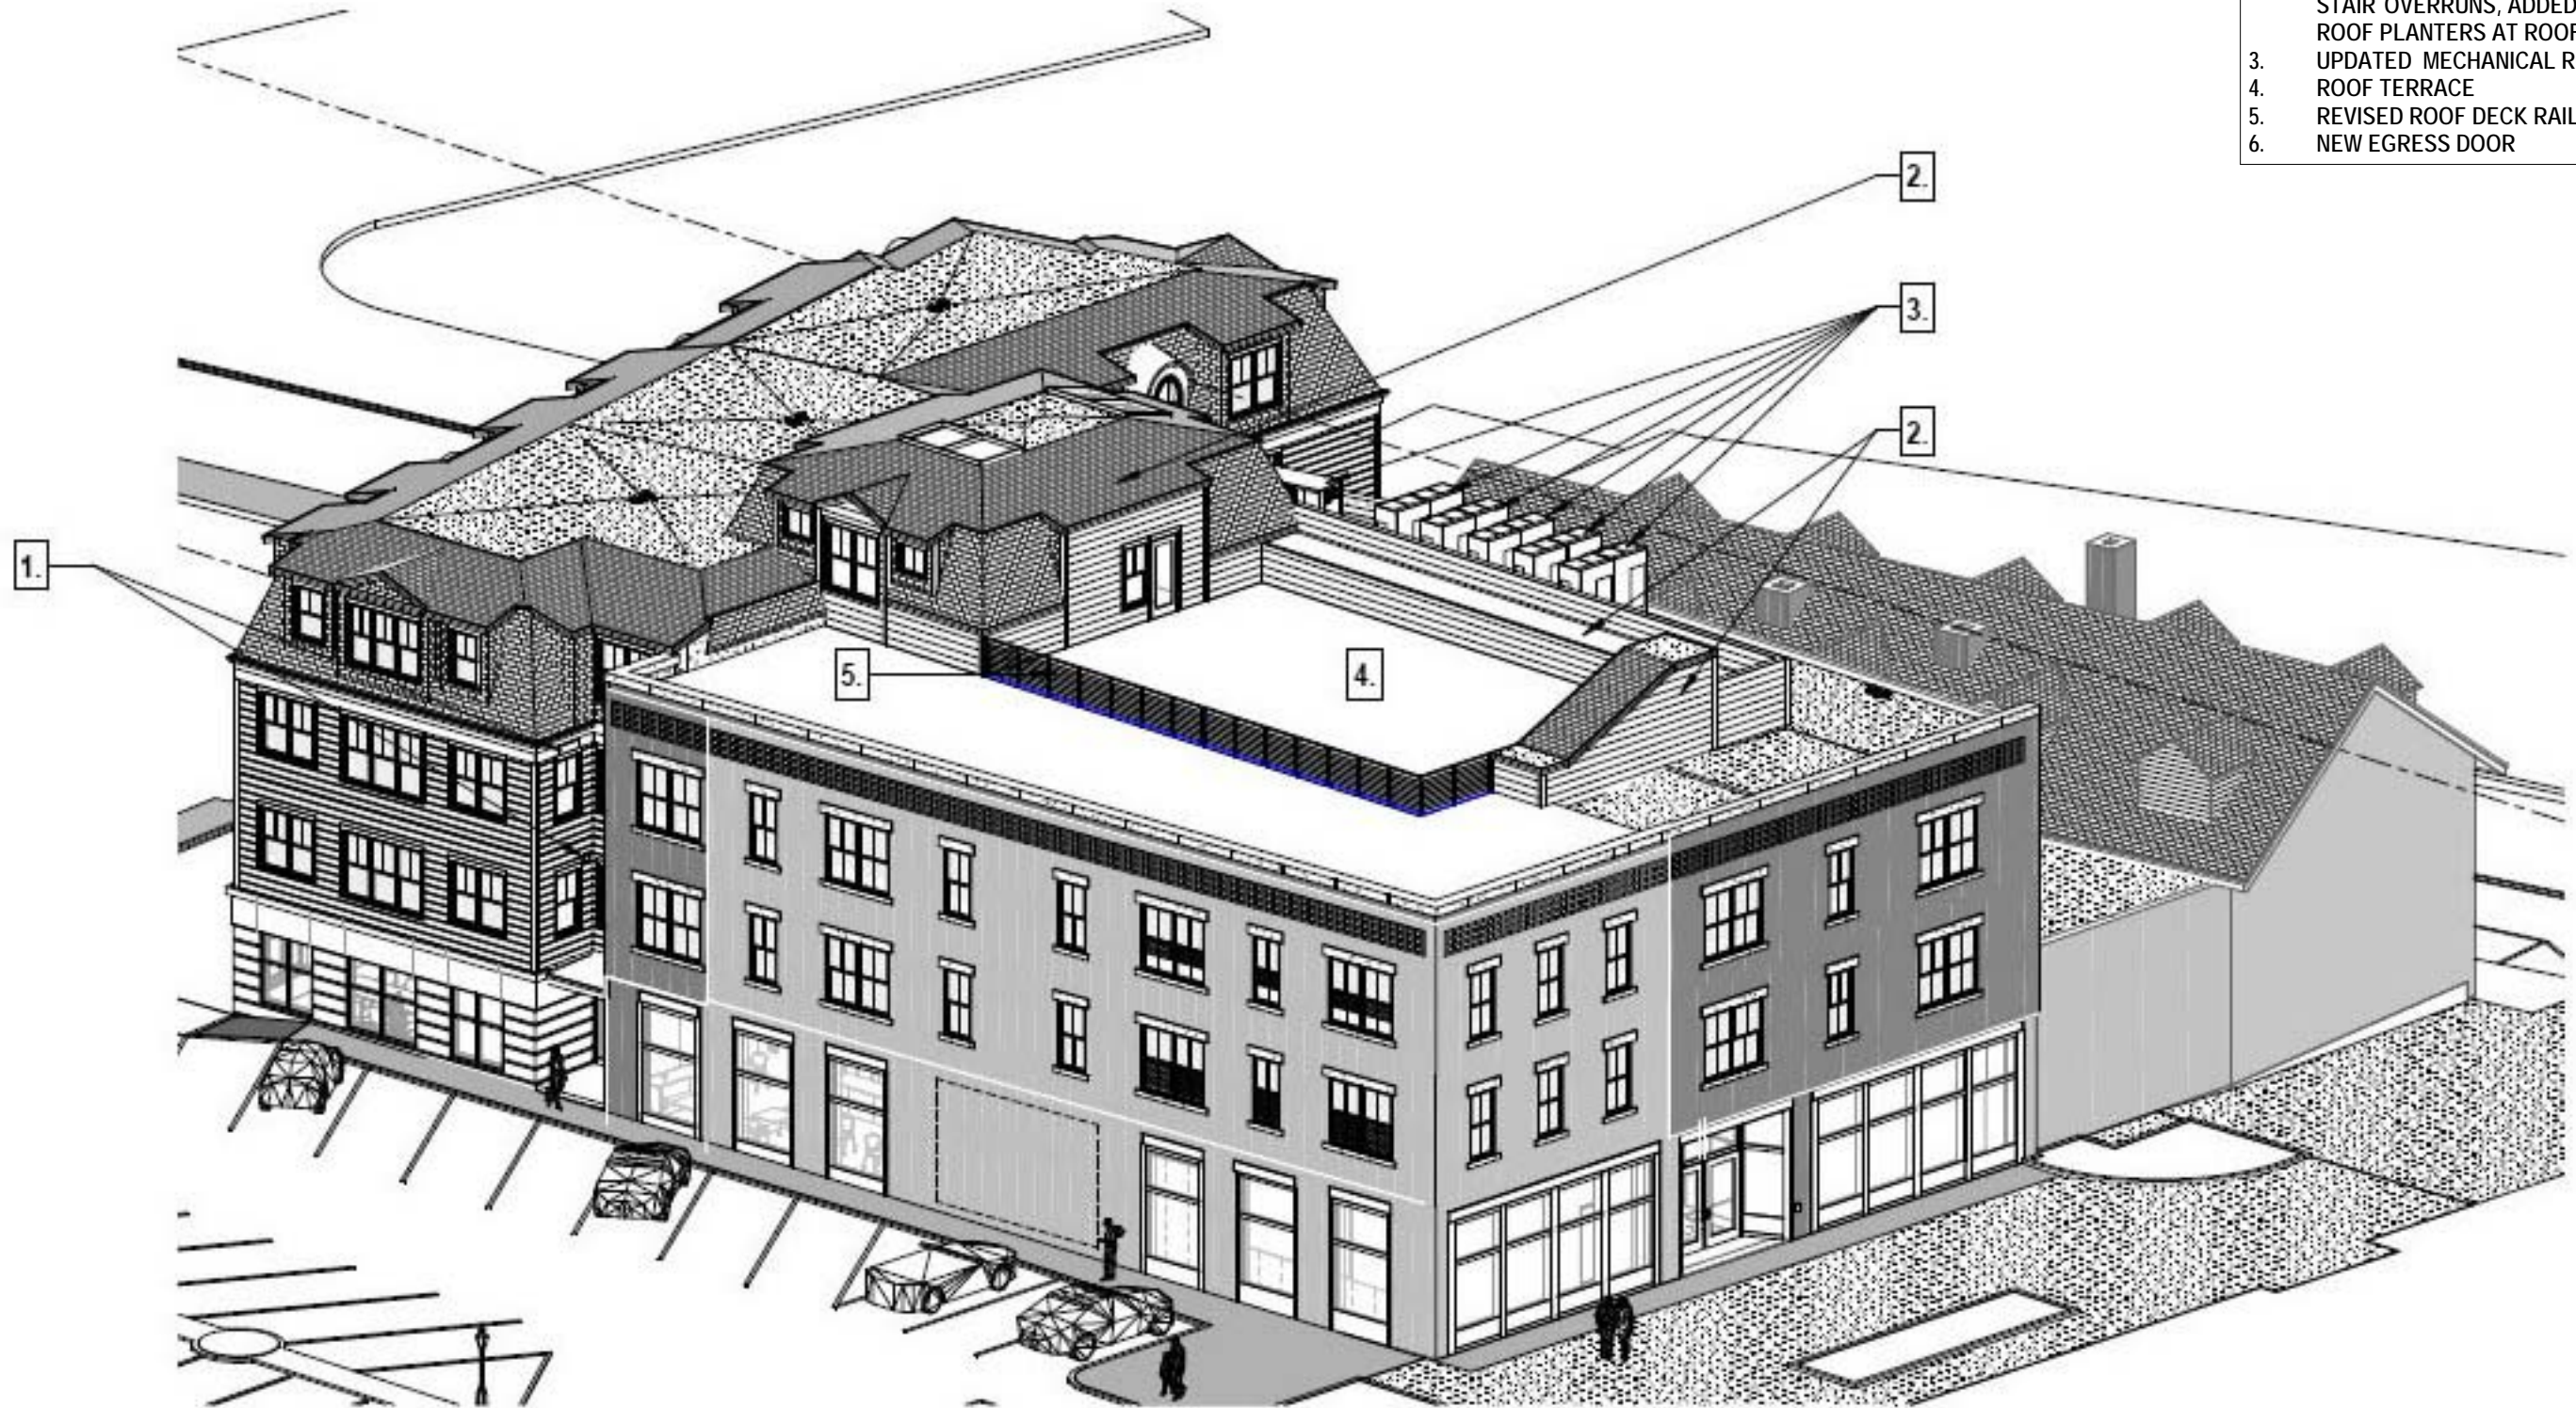 STAIR OVERRUNS, ADDED
ROOF PLANTERS AT
3. UPDATED MECHANICAL
4. ROOF TERRACE
5. REVISED ROOF DECK RAIL
6. NEW EGRESS DOOR
2.
3.
2.
1.
5.
4.